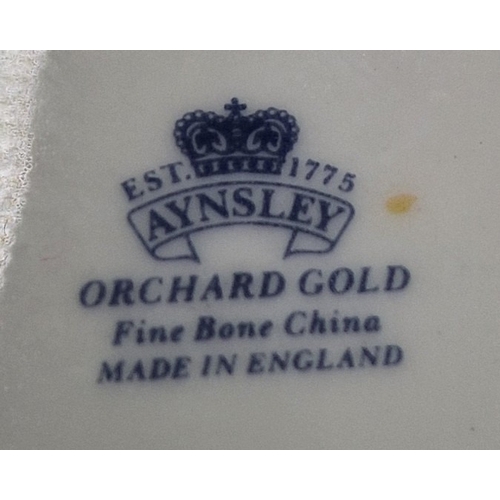 EST. 1775
AYNSLEY
ORCHARD GOLD
Fine Bone China
MADE IN ENGLAND